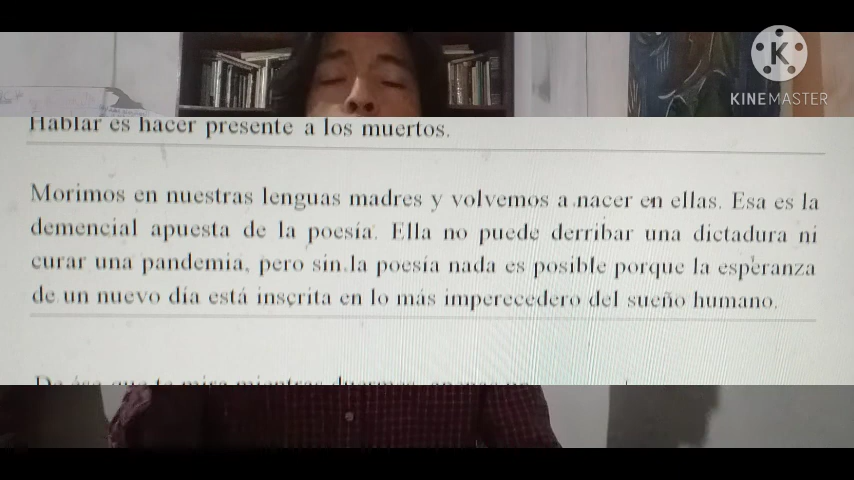 KINEMASTER
Hablar es hacer presente a los muertos.
Morimos en nuestras lenguas madres y volvemos a nacer en ellas. Esa es la
demencial apuesta de la poesía. Ella no puede derribar una dictadura ni
curar una pandemia, pero sin la poesía nada es posible porque la esperanza
de un nuevo día está inscrita en lo más imperecedero del sueño humano.